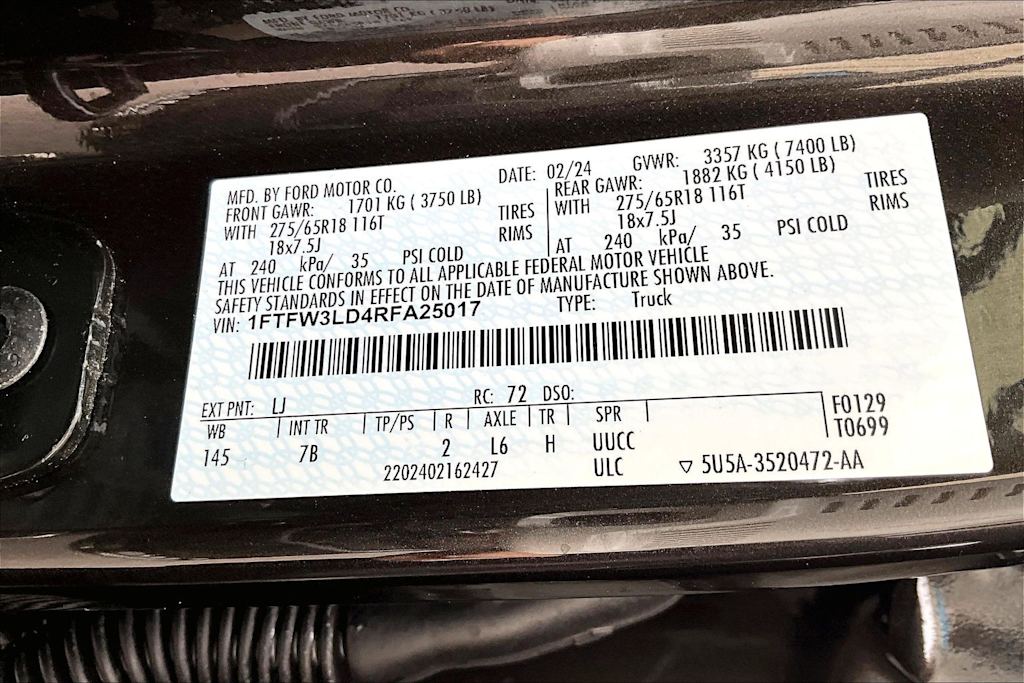 MFD. BY FORD MOTOR CO.
MFD. BY FORD MOTOR CO. DATE: 02/24 GVWR: 3357 KG ( 7400 LB)
FRONT GAWR: 1701 KG ( 3750 LB) REAR GAWR: 1882 KG ( 4150 LB)
WITH 275/65R18 116T TIRES WITH 275/65R18 116T TIRES
18x7.5J RIMS 18x7.5J RIMS
AT 240 kPa/ 35 PSI COLD AT 240 kPa/ 35 PSI COLD
THIS VEHICLE CONFORMS TO ALL APPLICABLE FEDERAL MOTOR VEHICLE
SAFETY STANDARDS IN EFFECT ON THE DATE OF MANUFACTURE SHOWN ABOVE.
VIN: 1FTFW3LD4RFA25017 TYPE: Truck
EXT PNT: LJ RC: 72 DSO:
WB INT TR TP/PS R AXLE TR SPR F0129
145 7B 2 L6 H UUCC T0699
2202402162427 ULC ▽ 5U5A-3520472-AA